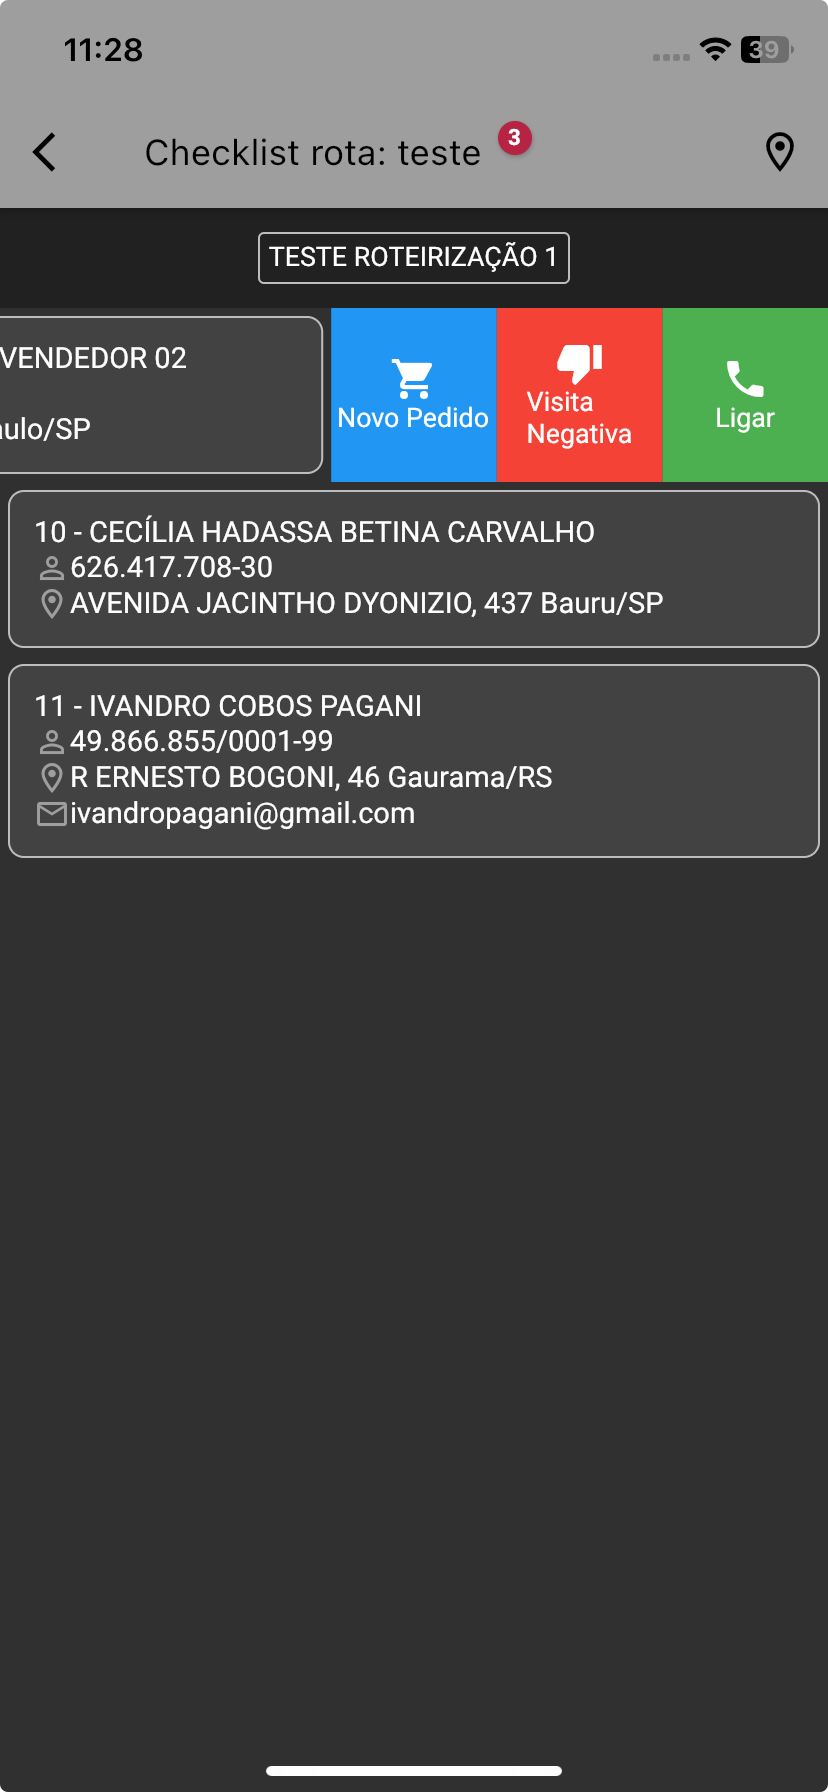 11:28
39
Checklist rota: teste 3
TESTE ROTEIRIZAÇÃO 1
VENDEDOR 02
aulo/SP
Novo Pedido
Visita
Negativa
Ligar
10 - CECÍLIA HADASSA BETINA CARVALHO
626.417.708-30
AVENIDA JACINTHO DYONIZIO, 437 Bauru/SP
11 - IVANDRO COBOS PAGANI
49.866.855/0001-99
R ERNESTO BOGONI, 46 Gaurama/RS
ivandropagani@gmail.com